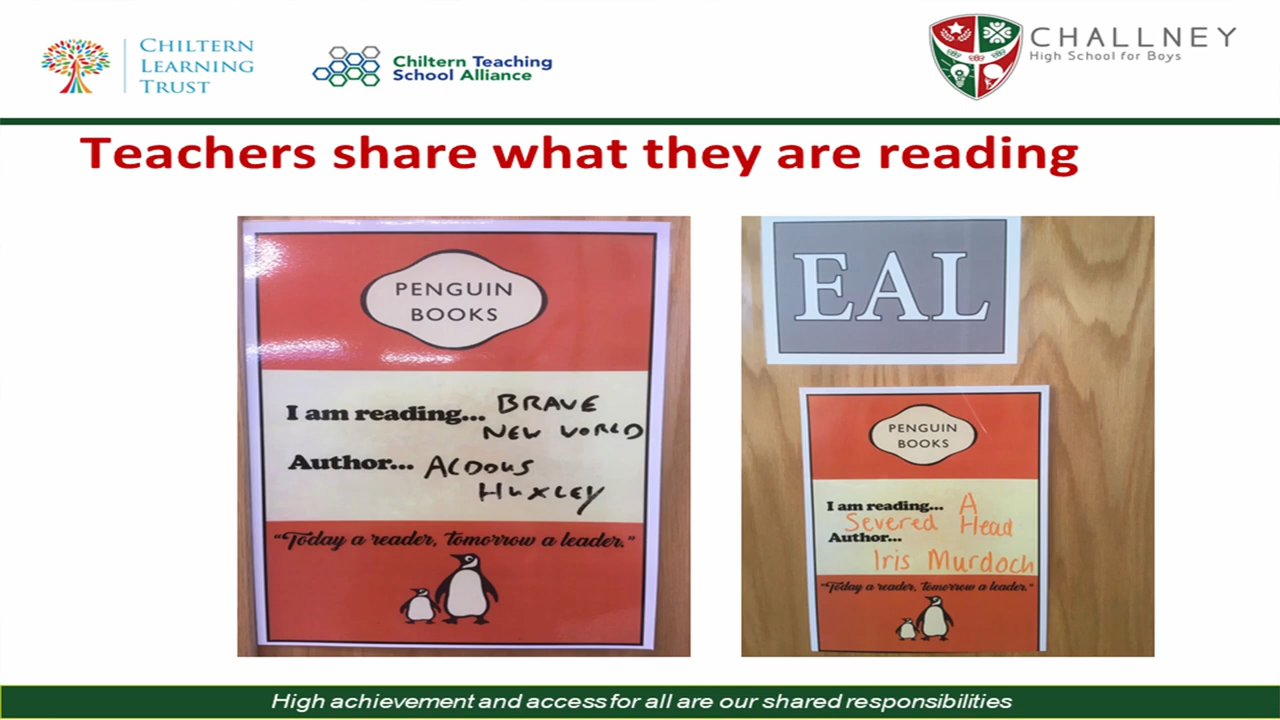 CHILTERN
LEARNING
TRUST
Chiltern Teaching
School Alliance
CHALLNEY
High School for Boys
Teachers share what they are reading
PENGUIN
BOOKS
I am reading... BRAVE
NEW WORLD
Author... ALDOUS
HUXLEY
"Today a reader, tomorrow a leader."
EAL
PENGUIN
BOOKS
I am reading... A
Severed Head
Author...
Iris Murdoch
"Today a reader, tomorrow a leader."
High achievement and access for all are our shared responsibilities